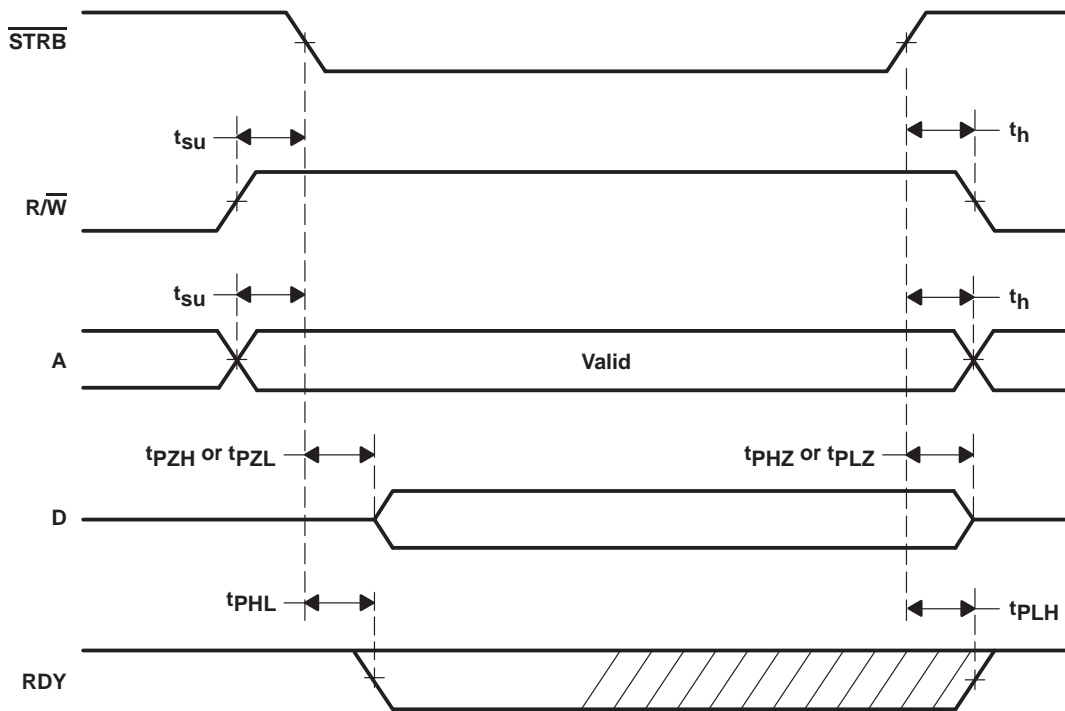 STRB
tsu
th
R/W
tsu
th
A
Valid
tPZH or tPZL
tPHZ or tPLZ
D
tPHL
tPLH
RDY